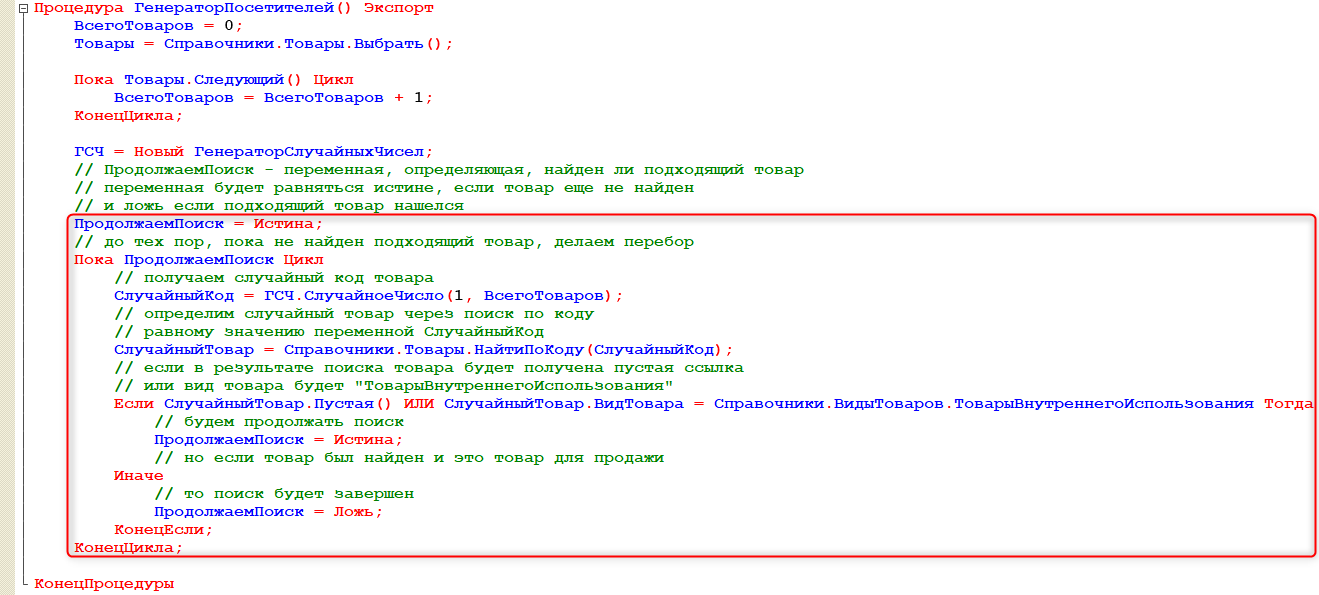 Процедура ГенераторПосетителей() Экспорт
ВсегоТоваров = 0;
Товары = Справочники.Товары.Выбрать();
Пока Товары.Следующий() Цикл
ВсегоТоваров = ВсегоТоваров + 1;
КонецЦикла;
ГСЧ = Новый ГенераторСлучайныхЧисел;
// ПродолжаемПоиск - переменная, определяющая, найден ли подходящий товар
// переменная будет равняться истине, если товар еще не найден
// и ложь если подходящий товар нашелся
ПродолжаемПоиск = Истина;
// до тех пор, пока не найден подходящий товар, делаем перебор
Пока ПродолжаемПоиск Цикл
// получаем случайный код товара
СлучайныйКод = ГСЧ.СлучайноеЧисло(1, ВсегоТоваров);
// определим случайный товар через поиск по коду
// равному значению переменной СлучайныйКод
СлучайныйТовар = Справочники.Товары.НайтиПоКоду(СлучайныйКод);
// если в результате поиска товара будет получена пустая ссылка
// или вид товара будет "ТоварыВнутреннегоИспользования"
Если СлучайныйТовар.Пустая() ИЛИ СлучайныйТовар.ВидТовара = Справочники.ВидыТоваров.ТоварыВнутреннегоИспользования Тогда
// будем продолжать поиск
ПродолжаемПоиск = Истина;
// но если товар был найден и это товар для продажи
Иначе
// то поиск будет завершен
ПродолжаемПоиск = Ложь;
КонецЕсли;
КонецЦикла;
КонецПроцедуры